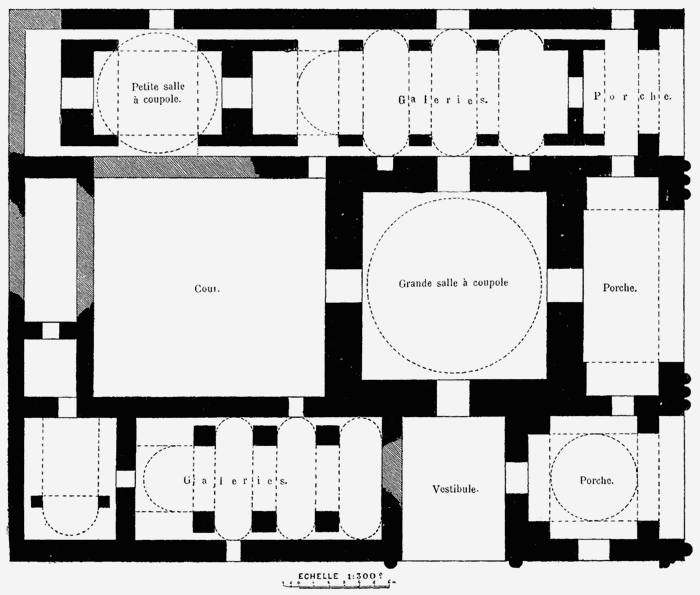 Petite salle
à coupole.
Galeries.
Porche.
Cour.
Grande salle à coupole
Porche.
Galeries.
Vestibule.
Porche.
ECHELLE 1:300e